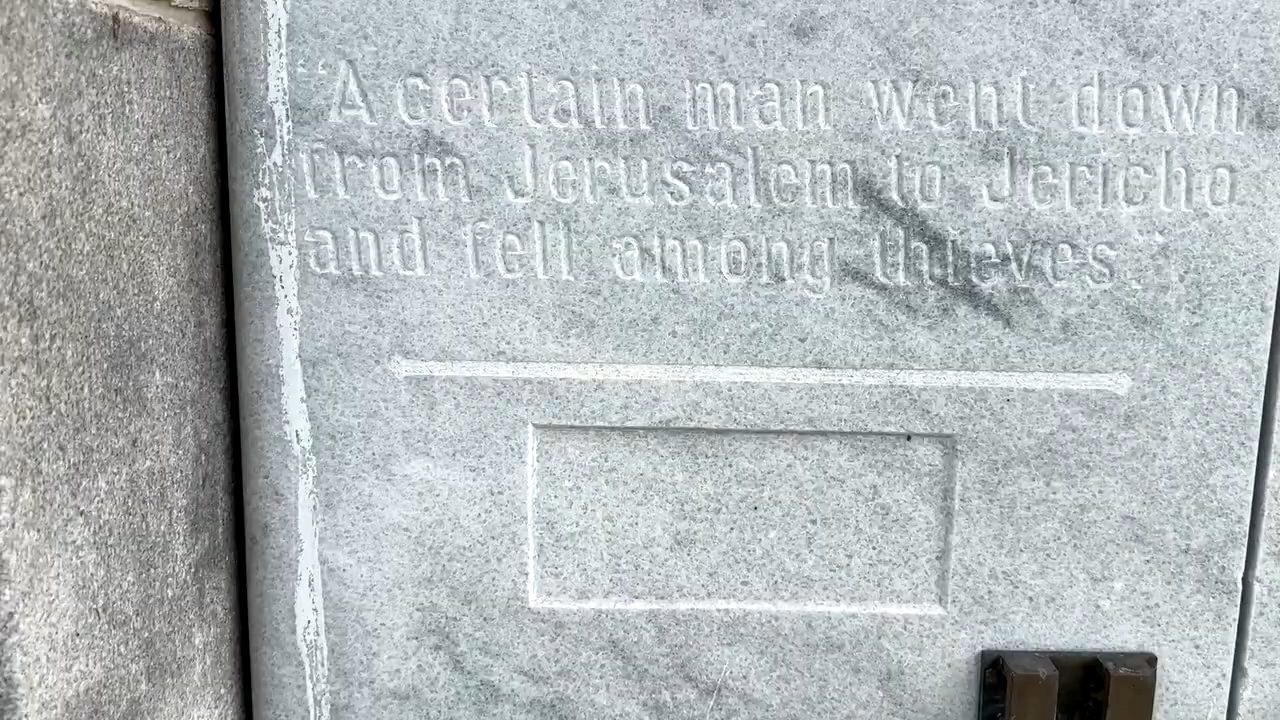 “A certain man went down
from Jerusalem to Jericho
and fell among thieves.”